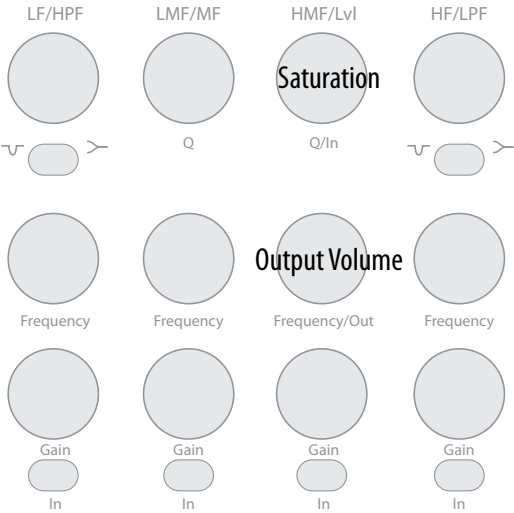 LF/HPF LMF/MF HMF/Lvl HF/LPF
Saturation
Q Q/In
Output Volume
Frequency Frequency Frequency/Out Frequency
Gain Gain Gain Gain
In In In In